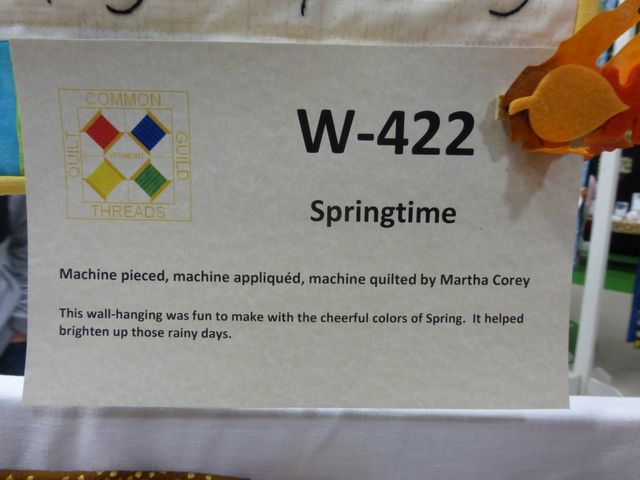 COMMON
QUILT
GUILD
VERMONT
THREADS
W-422
Springtime
Machine pieced, machine appliquéd, machine quilted by Martha Corey
This wall-hanging was fun to make with the cheerful colors of Spring. It helped
brighten up those rainy days.